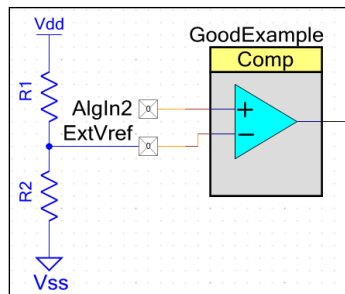 Vdd
GoodExample
Comp
R1
AlgIn2
ExtVref
R2
Vss